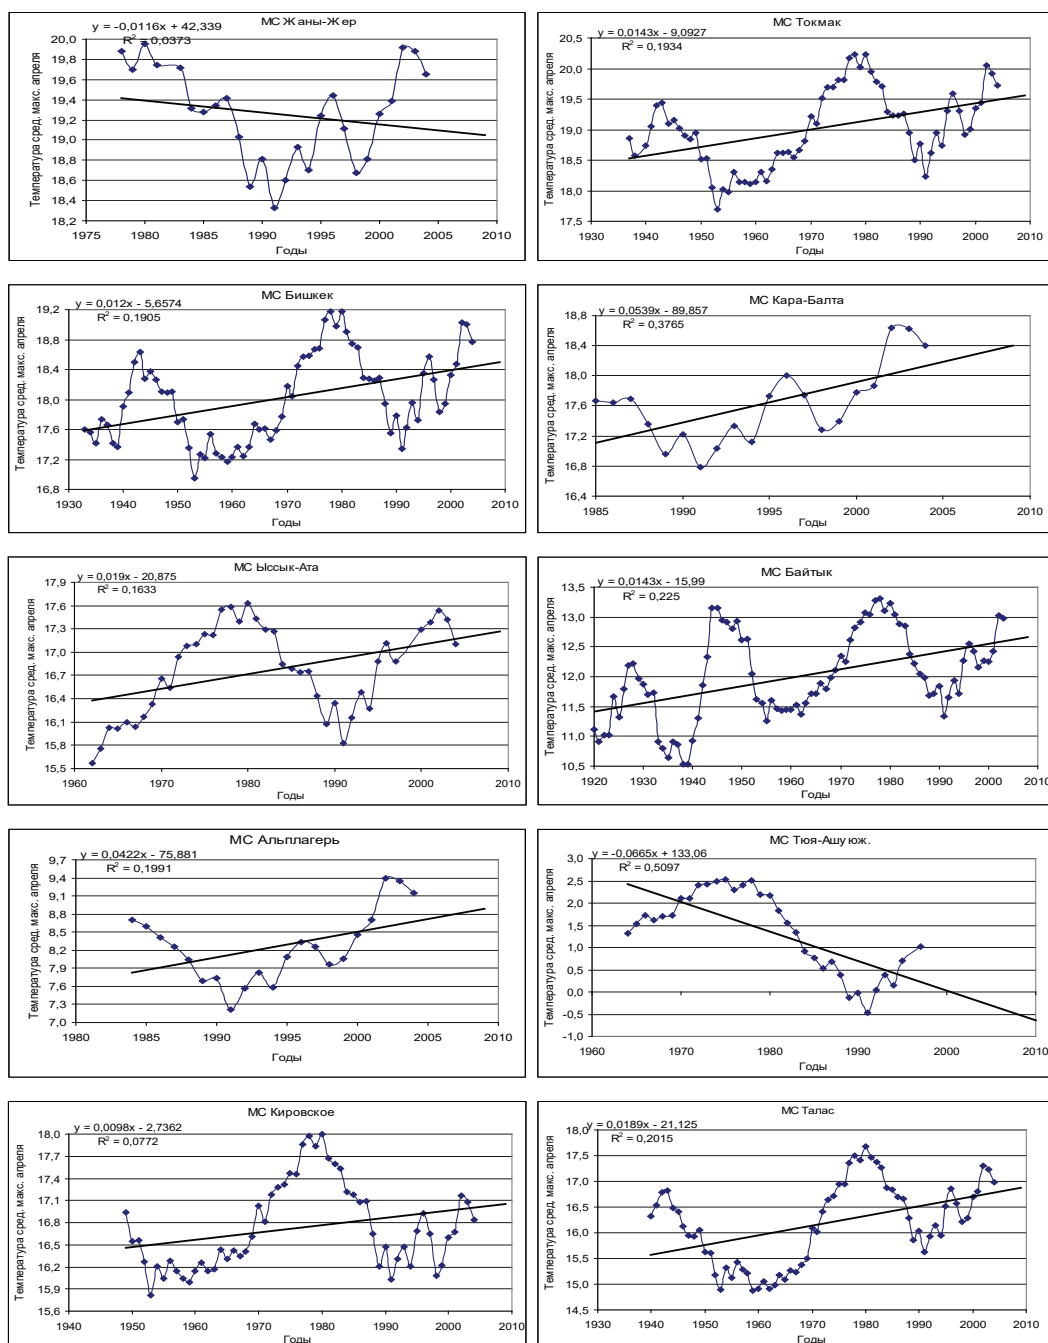 МС Жаны-Жер
y = -0,0116x + 42,339
R² = 0,0373
Температура сред. макс. апреля
20,0
19,8
19,6
19,4
19,2
19,0
18,8
18,6
18,4
18,2
1975 1980 1985 1990 1995 2000 2005 2010
Годы
МС Токмак
y = 0,0143x - 9,0927
R² = 0,1934
Температура сред. макс. апреля
20,5
20,0
19,5
19,0
18,5
18,0
17,5
1930 1940 1950 1960 1970 1980 1990 2000 2010
Годы
МС Бишкек
y = 0,012x - 5,6574
R² = 0,1905
Температура сред. макс. апреля
19,2
18,8
18,4
18,0
17,6
17,2
16,8
1930 1940 1950 1960 1970 1980 1990 2000 2010
Годы
МС Кара-Балта
y = 0,0539x - 89,857
R² = 0,3765
Температура сред. макс. апреля
18,8
18,4
18,0
17,6
17,2
16,8
16,4
1985 1990 1995 2000 2005 2010
Годы
МС Ыссык-Ата
y = 0,019x - 20,875
R² = 0,1633
Температура сред. макс. апреля
17,9
17,6
17,3
17,0
16,7
16,4
16,1
15,8
15,5
1960 1970 1980 1990 2000 2010
Годы
МС Байтык
y = 0,0143x - 15,99
R² = 0,225
Температура сред. макс. апреля
13,5
13,0
12,5
12,0
11,5
11,0
10,5
1920 1930 1940 1950 1960 1970 1980 1990 2000 2010
Годы
МС Альплагерь
y = 0,0422x - 75,881
R² = 0,1991
Температура сред. макс. апреля
9,7
9,4
9,1
8,8
8,5
8,2
7,9
7,6
7,3
7,0
1980 1985 1990 1995 2000 2005 2010
Годы
МС Тюя-Ашу юж.
y = -0,0665x + 133,06
R² = 0,5097
Температура сред. макс. апреля
3,0
2,5
2,0
1,5
1,0
0,5
0,0
-0,5
-1,0
1960 1970 1980 1990 2000 2010
Годы
МС Кировское
y = 0,0098x - 2,7362
R² = 0,0772
Температура сред. макс. апреля
18,0
17,7
17,4
17,1
16,8
16,5
16,2
15,9
15,6
1940 1950 1960 1970 1980 1990 2000 2010
Годы
МС Талас
y = 0,0189x - 21,125
R² = 0,2015
Температура сред. макс. апреля
18,0
17,5
17,0
16,5
16,0
15,5
15,0
14,5
1930 1940 1950 1960 1970 1980 1990 2000 2010
Годы